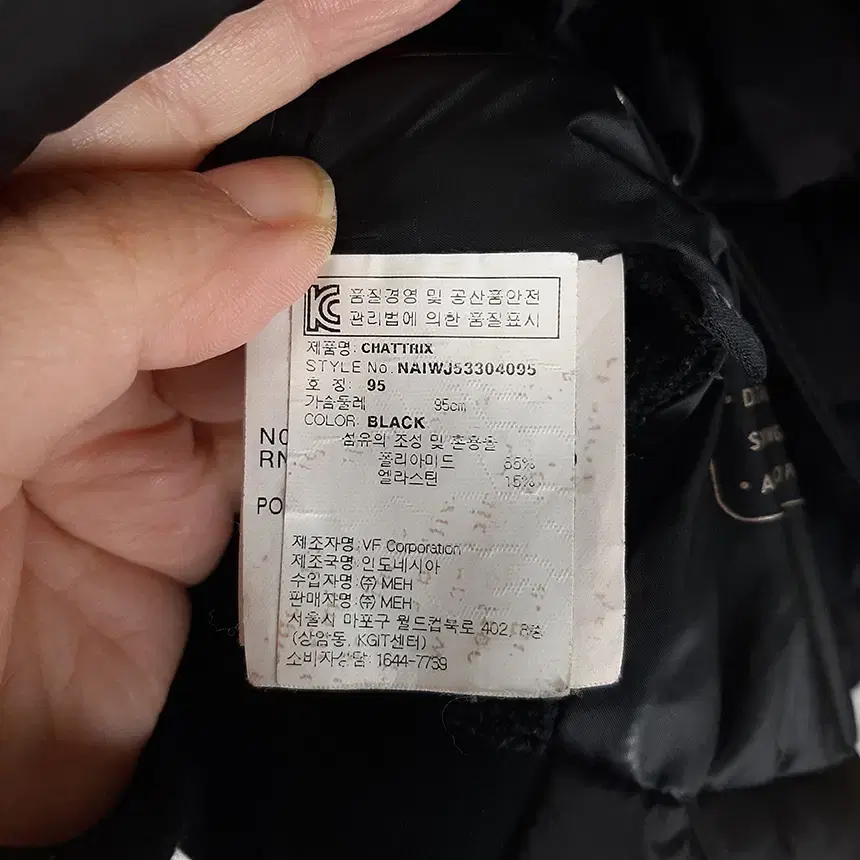 품질경영 및 공산품안전
관리법에 의한 품질표시
제품명: CHATTRIX
STYLE No. NAIWJ53304095
호 칭: 95
가슴둘레 95cm
COLOR: BLACK
섬유의 조성 및 혼용율
폴리아미드 85%
엘라스틴 15%
NO
RN
PO
제조자명: VF Corporation
제조국명: 인도네시아
수입자명: ㈜ MEH
판매자명: ㈜ MEH
서울시 마포구 월드컵북로 402, 8층
(상암동, KGIT센터)
소비자상담: 1644-7759